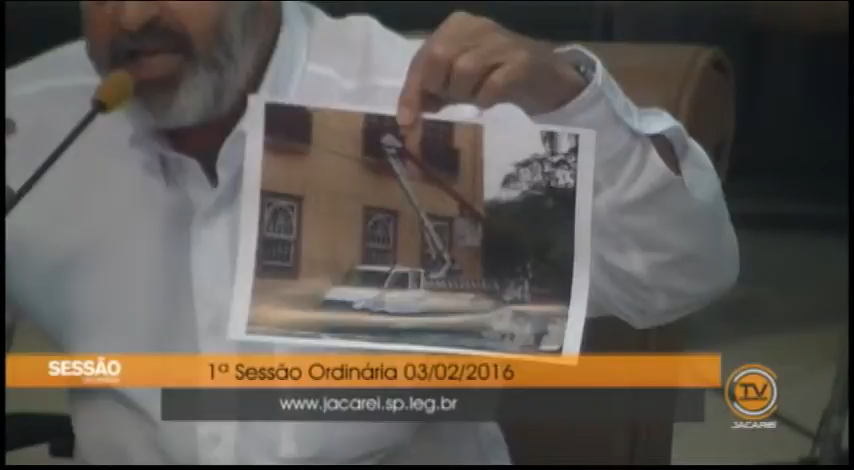 SESSÃO
1ª Sessão Ordinária 03/02/2016
www.jacarei.sp.leg.br
TV
JACAREÍ